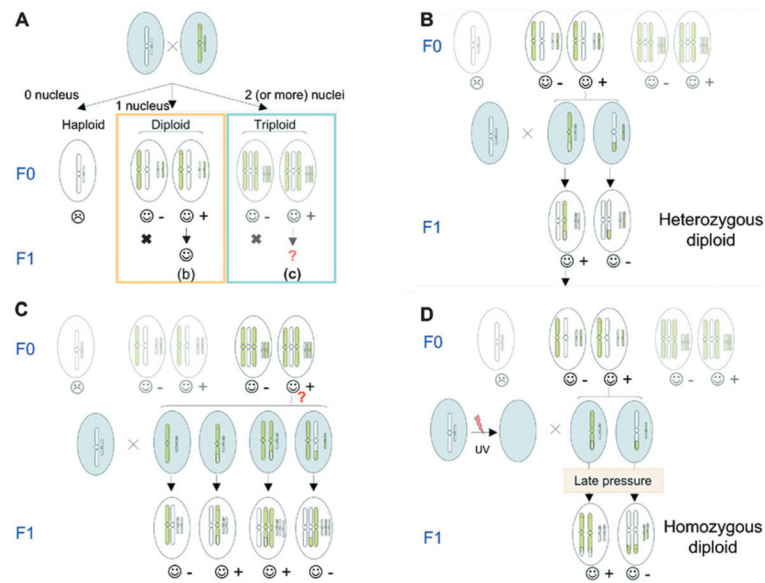 A
0 nucleus
1 nucleus
2 (or more) nuclei
Haploid
Diploid
Triploid
F0
- + - +
F1
?
(b)
(c)
B
F0
- + - +
F1
+ -
Heterozygous
diploid
C
F0
- + - +
?
F1
- + + -
D
F0
- + - +
UV
Late pressure
F1
+ -
Homozygous
diploid